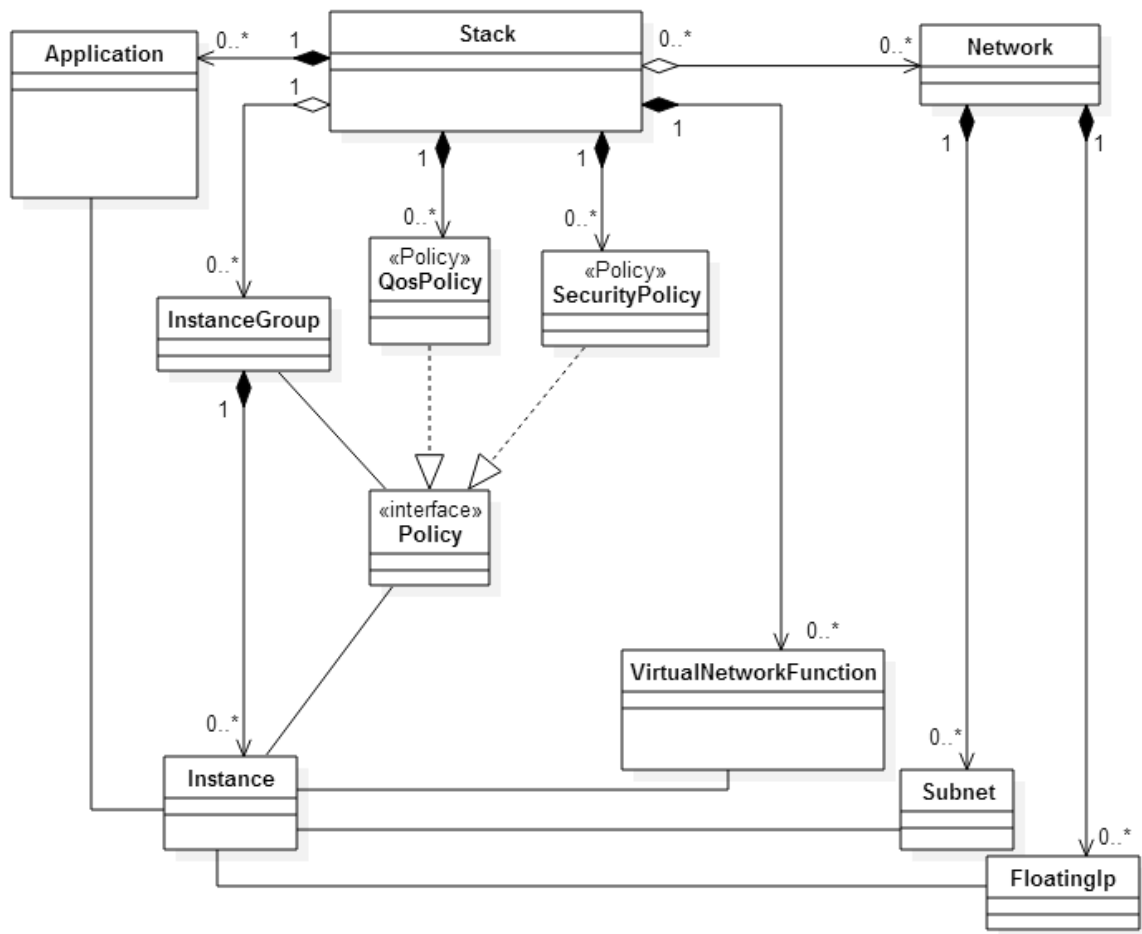 Stack
Application
0..*
1
0..*
0..*
Network
1
1
1
1
1
1
0..*
0..*
«Policy»
QosPolicy
«Policy»
SecurityPolicy
0..*
InstanceGroup
1
«interface»
Policy
0..*
VirtualNetworkFunction
0..*
0..*
Instance
Subnet
0..*
FloatingIp